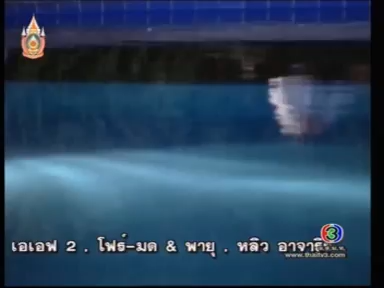 เอเอฟ 2 . โฟร์-มด & พายุ . หลิว อาจารี
www.thaitv3.com